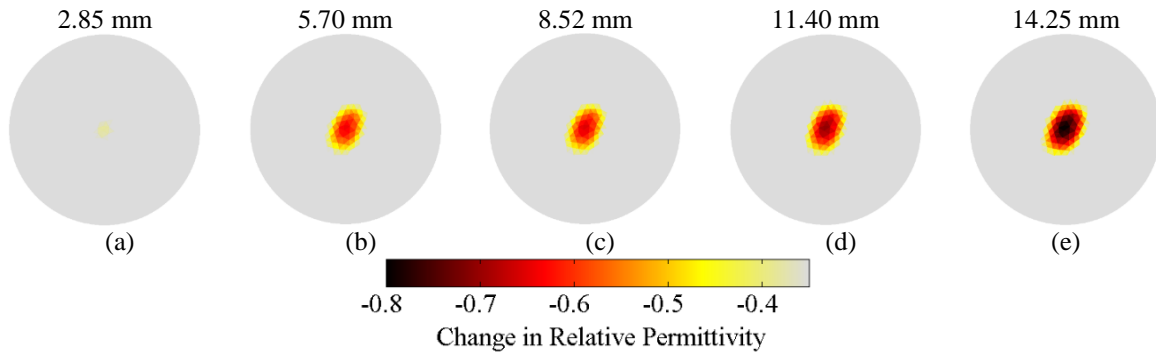 2.85 mm 5.70 mm 8.52 mm 11.40 mm 14.25 mm
(a) (b) (c) (d) (e)
-0.8 -0.7 -0.6 -0.5 -0.4
Change in Relative Permittivity